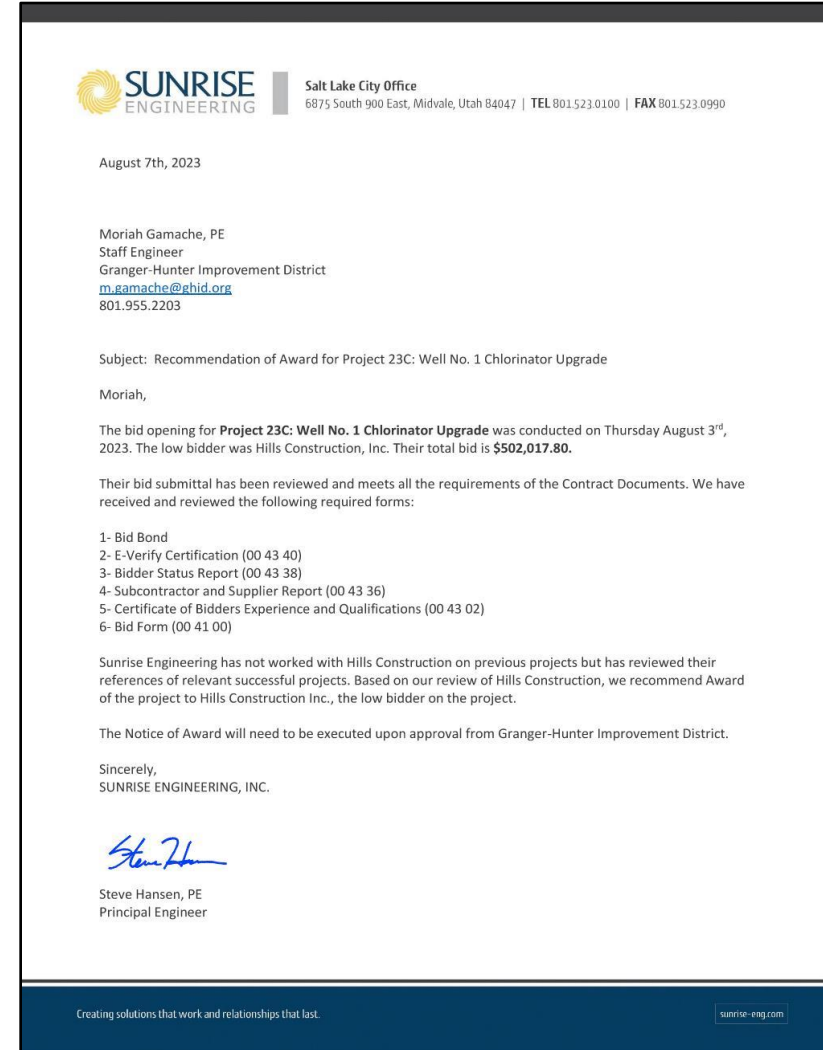 SUNRISE
ENGINEERING
Salt Lake City Office
6875 South 900 East, Midvale, Utah 84047 | TEL 801.523.0100 | FAX 801.523.0990
August 7th, 2023
Moriah Gamache, PE
Staff Engineer
Granger-Hunter Improvement District
m.gamache@ghid.org
801.955.2203
Subject: Recommendation of Award for Project 23C: Well No. 1 Chlorinator Upgrade
Moriah,
The bid opening for Project 23C: Well No. 1 Chlorinator Upgrade was conducted on Thursday August 3rd,
2023. The low bidder was Hills Construction, Inc. Their total bid is $502,017.80.
Their bid submittal has been reviewed and meets all the requirements of the Contract Documents. We have
received and reviewed the following required forms:
1- Bid Bond
2- E-Verify Certification (00 43 40)
3- Bidder Status Report (00 43 38)
4- Subcontractor and Supplier Report (00 43 36)
5- Certificate of Bidders Experience and Qualifications (00 43 02)
6- Bid Form (00 41 00)
Sunrise Engineering has not worked with Hills Construction on previous projects but has reviewed their
references of relevant successful projects. Based on our review of Hills Construction, we recommend Award
of the project to Hills Construction Inc., the low bidder on the project.
The Notice of Award will need to be executed upon approval from Granger-Hunter Improvement District.
Sincerely,
SUNRISE ENGINEERING, INC.
Steve Hansen, PE
Principal Engineer
Creating solutions that work and relationships that last.
sunrise-eng.com